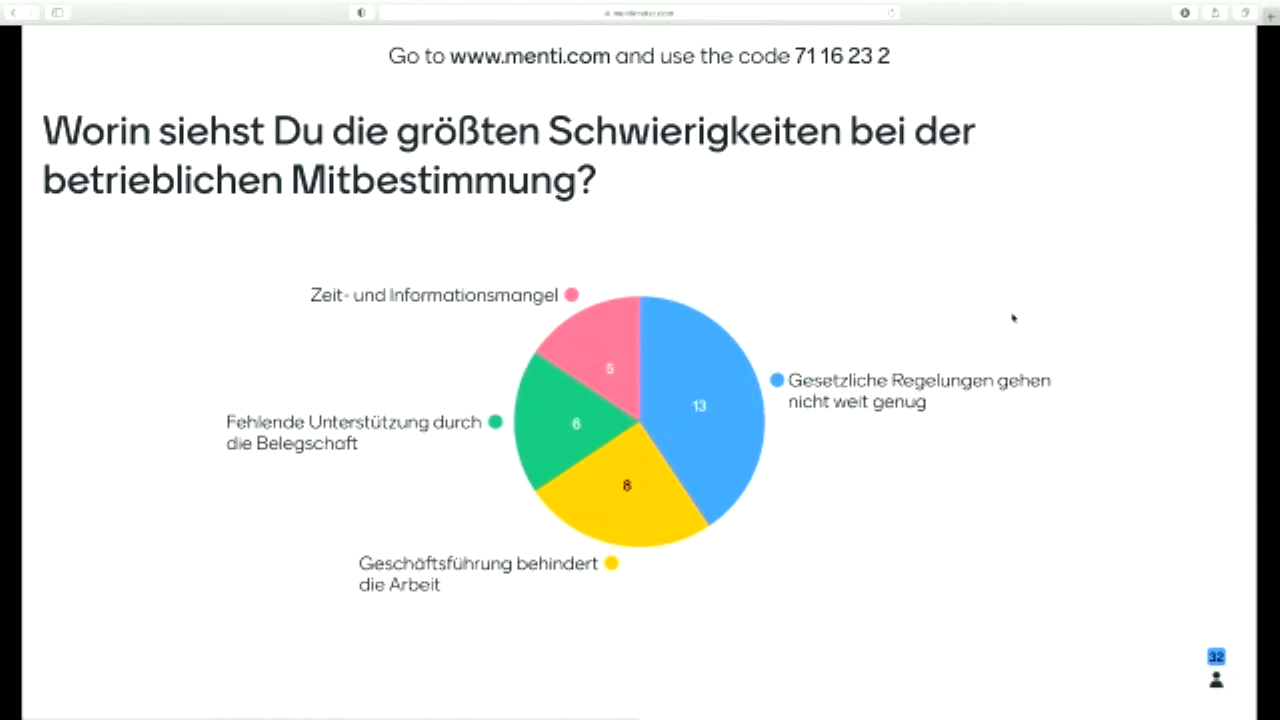 mentimeter.com
Go to www.menti.com and use the code 71 16 23 2
Worin siehst Du die größten Schwierigkeiten bei der
betrieblichen Mitbestimmung?
Zeit- und Informationsmangel
5
13
Gesetzliche Regelungen gehen
nicht weit genug
Fehlende Unterstützung durch
die Belegschaft
6
8
Geschäftsführung behindert
die Arbeit
32